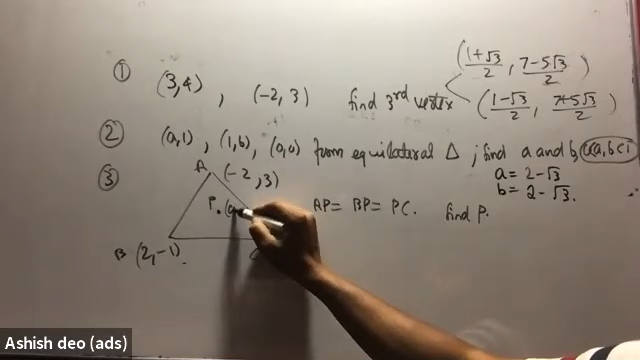 ① (3,4) , (-2,3) find 3rd vertex (1+√3/2 , 7-5√3/2)
(1-√3/2 , 7+5√3/2)
② (a,1) , (1,b) , (0,0) from equilateral Δ ; find a and b,
a = 2-√3
b = 2-√3.
③ A (-2,3)
P. (a AP = BP = PC. find P.
B (2,-1).
Ashish deo (ads)